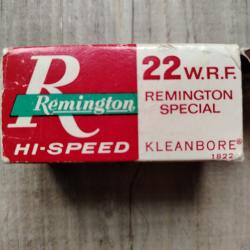 R
Remington
HI-SPEED
22 W.R.F.
REMINGTON
SPECIAL
KLEANBORE®
1822